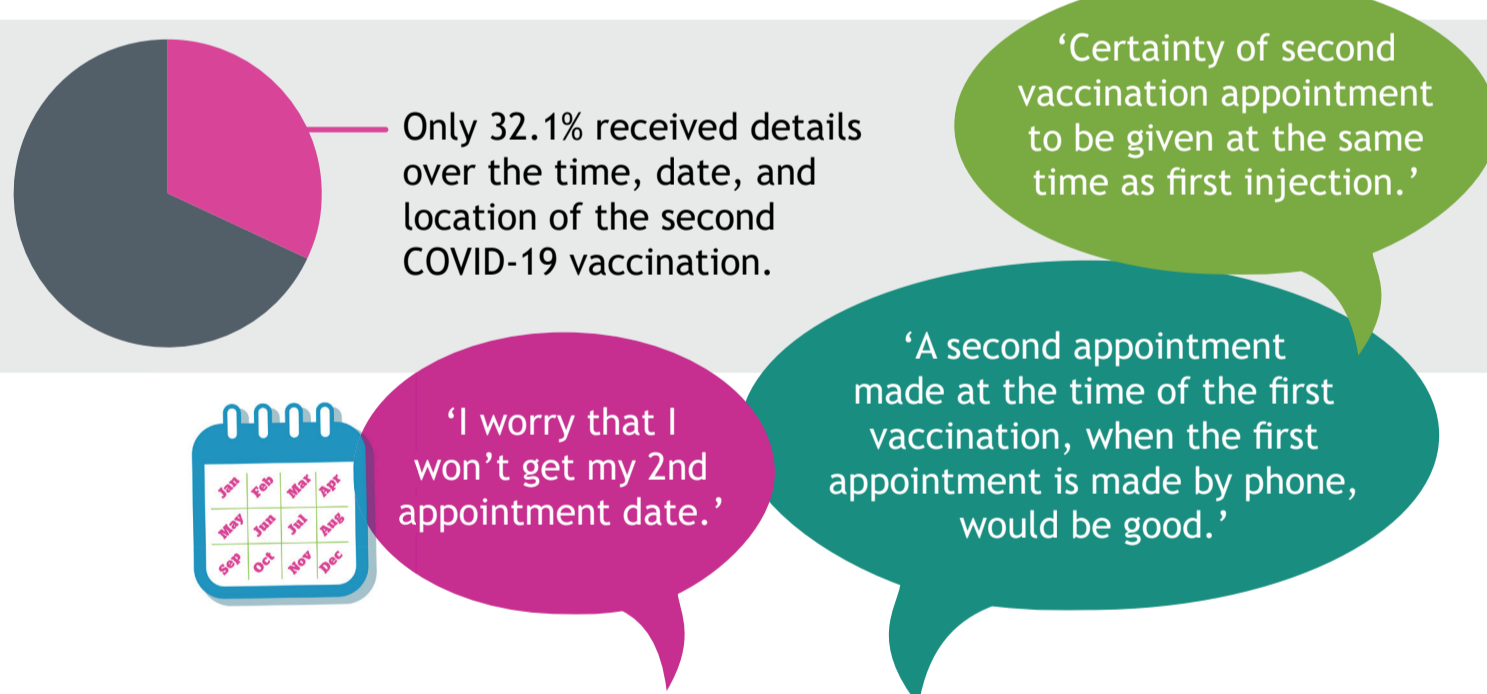 Only 32.1% received details
over the time, date, and
location of the second
COVID-19 vaccination.
‘Certainty of second
vaccination appointment
to be given at the same
time as first injection.’
‘A second appointment
made at the time of the first
vaccination, when the first
appointment is made by phone,
would be good.’
‘I worry that I
won’t get my 2nd
appointment date.’
Jan Feb Mar Apr
May Jun Jul Aug
Sep Oct Nov Dec